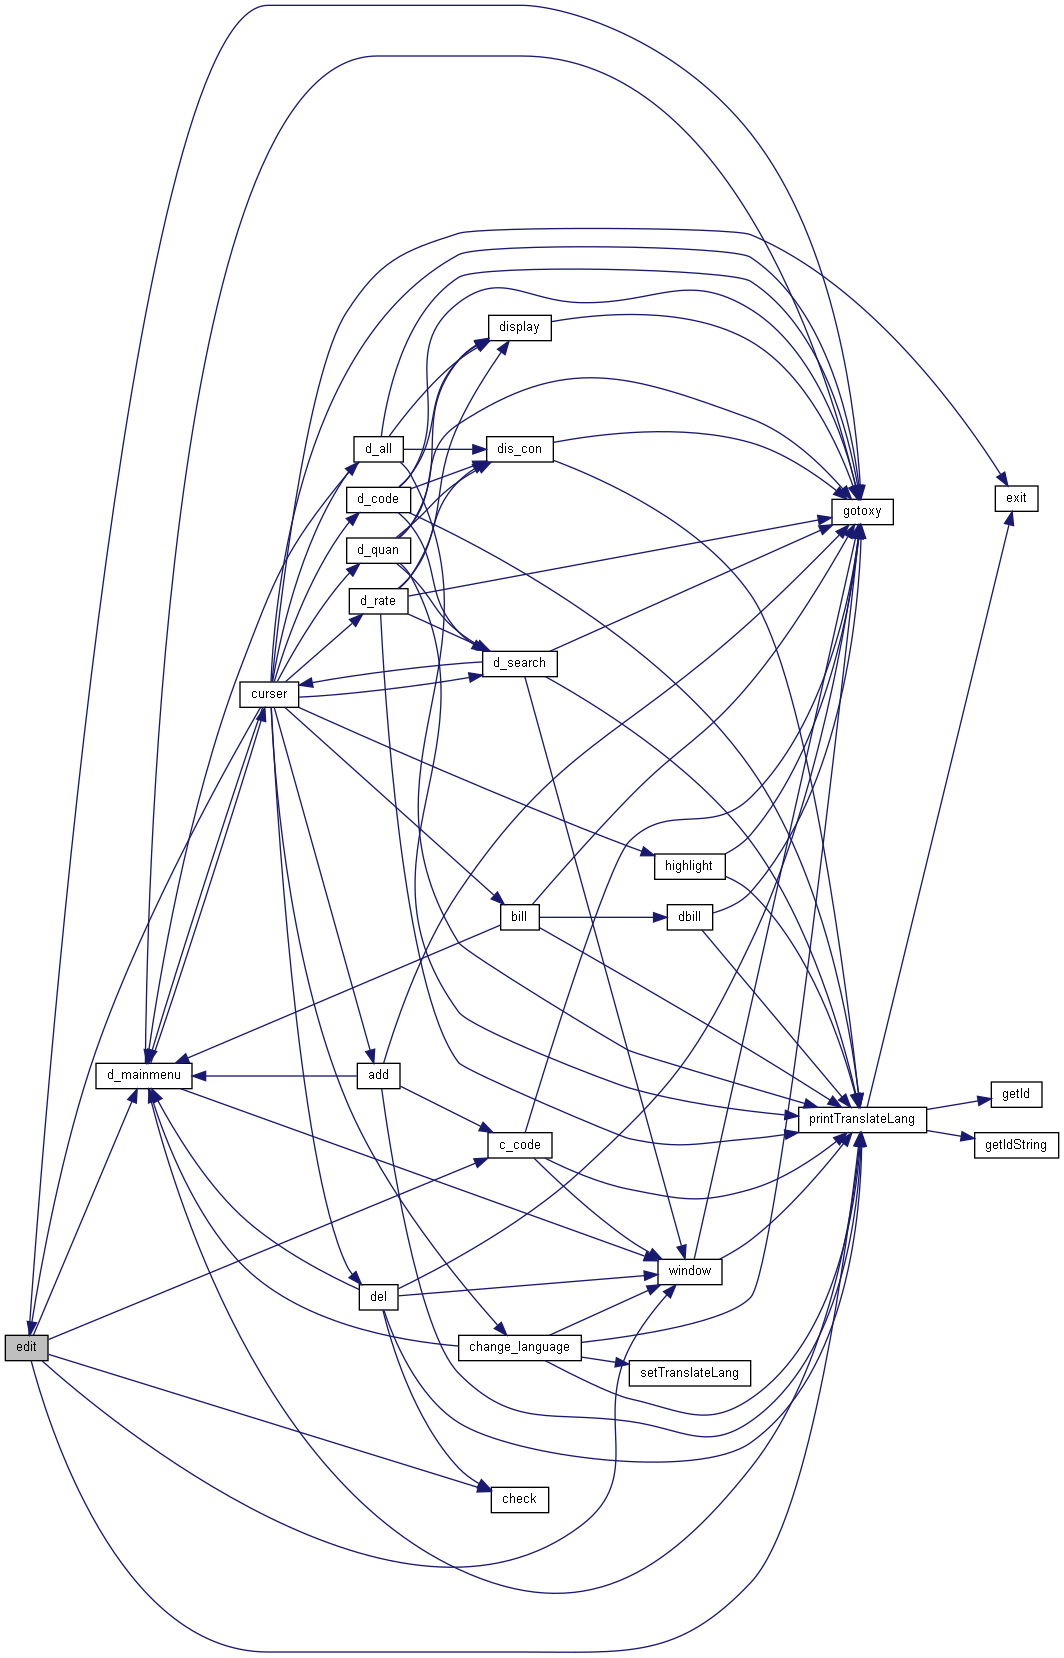 display
d_all
dis_con
d_code
exit
gotoxy
d_quan
d_rate
d_search
curser
highlight
bill
dbill
d_mainmenu
add
getId
printTranslateLang
c_code
getIdString
window
del
edit
change_language
setTranslateLang
check